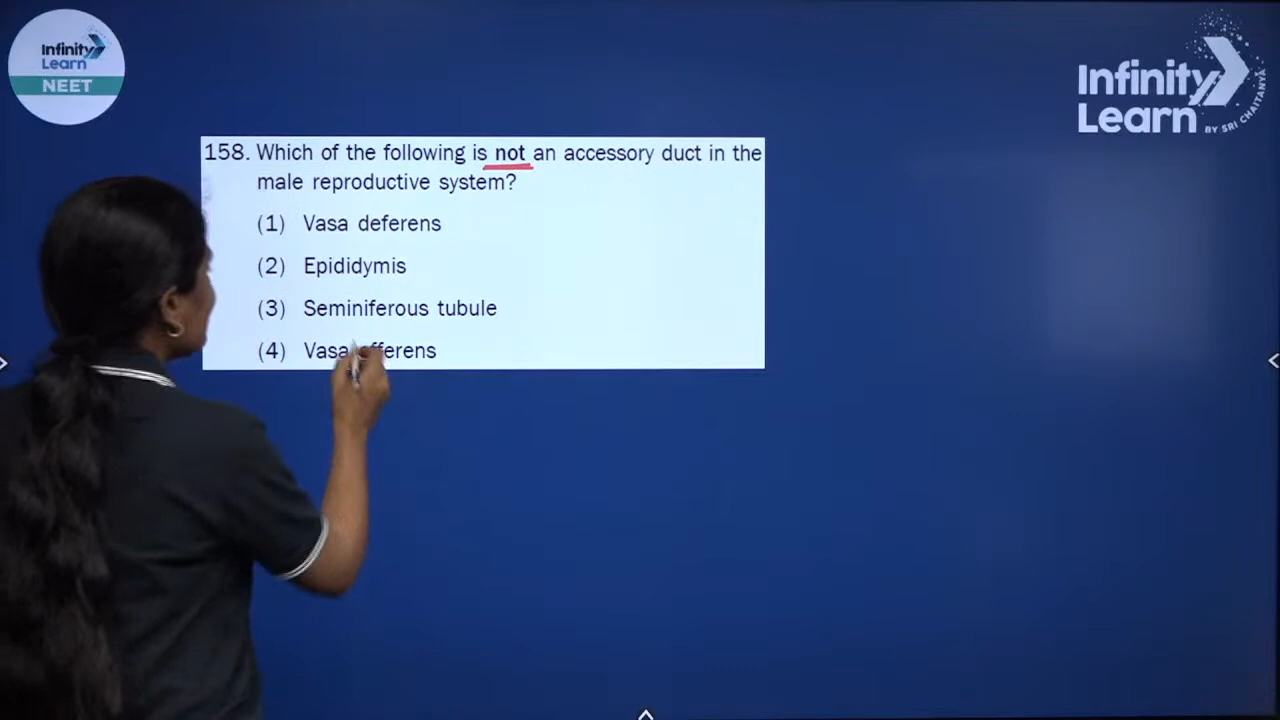 Infinity
Learn
NEET
Infinity
Learn
BY SRI CHAITANYA
158. Which of the following is not an accessory duct in the
male reproductive system?
(1) Vasa deferens
(2) Epididymis
(3) Seminiferous tubule
(4) Vasa efferens